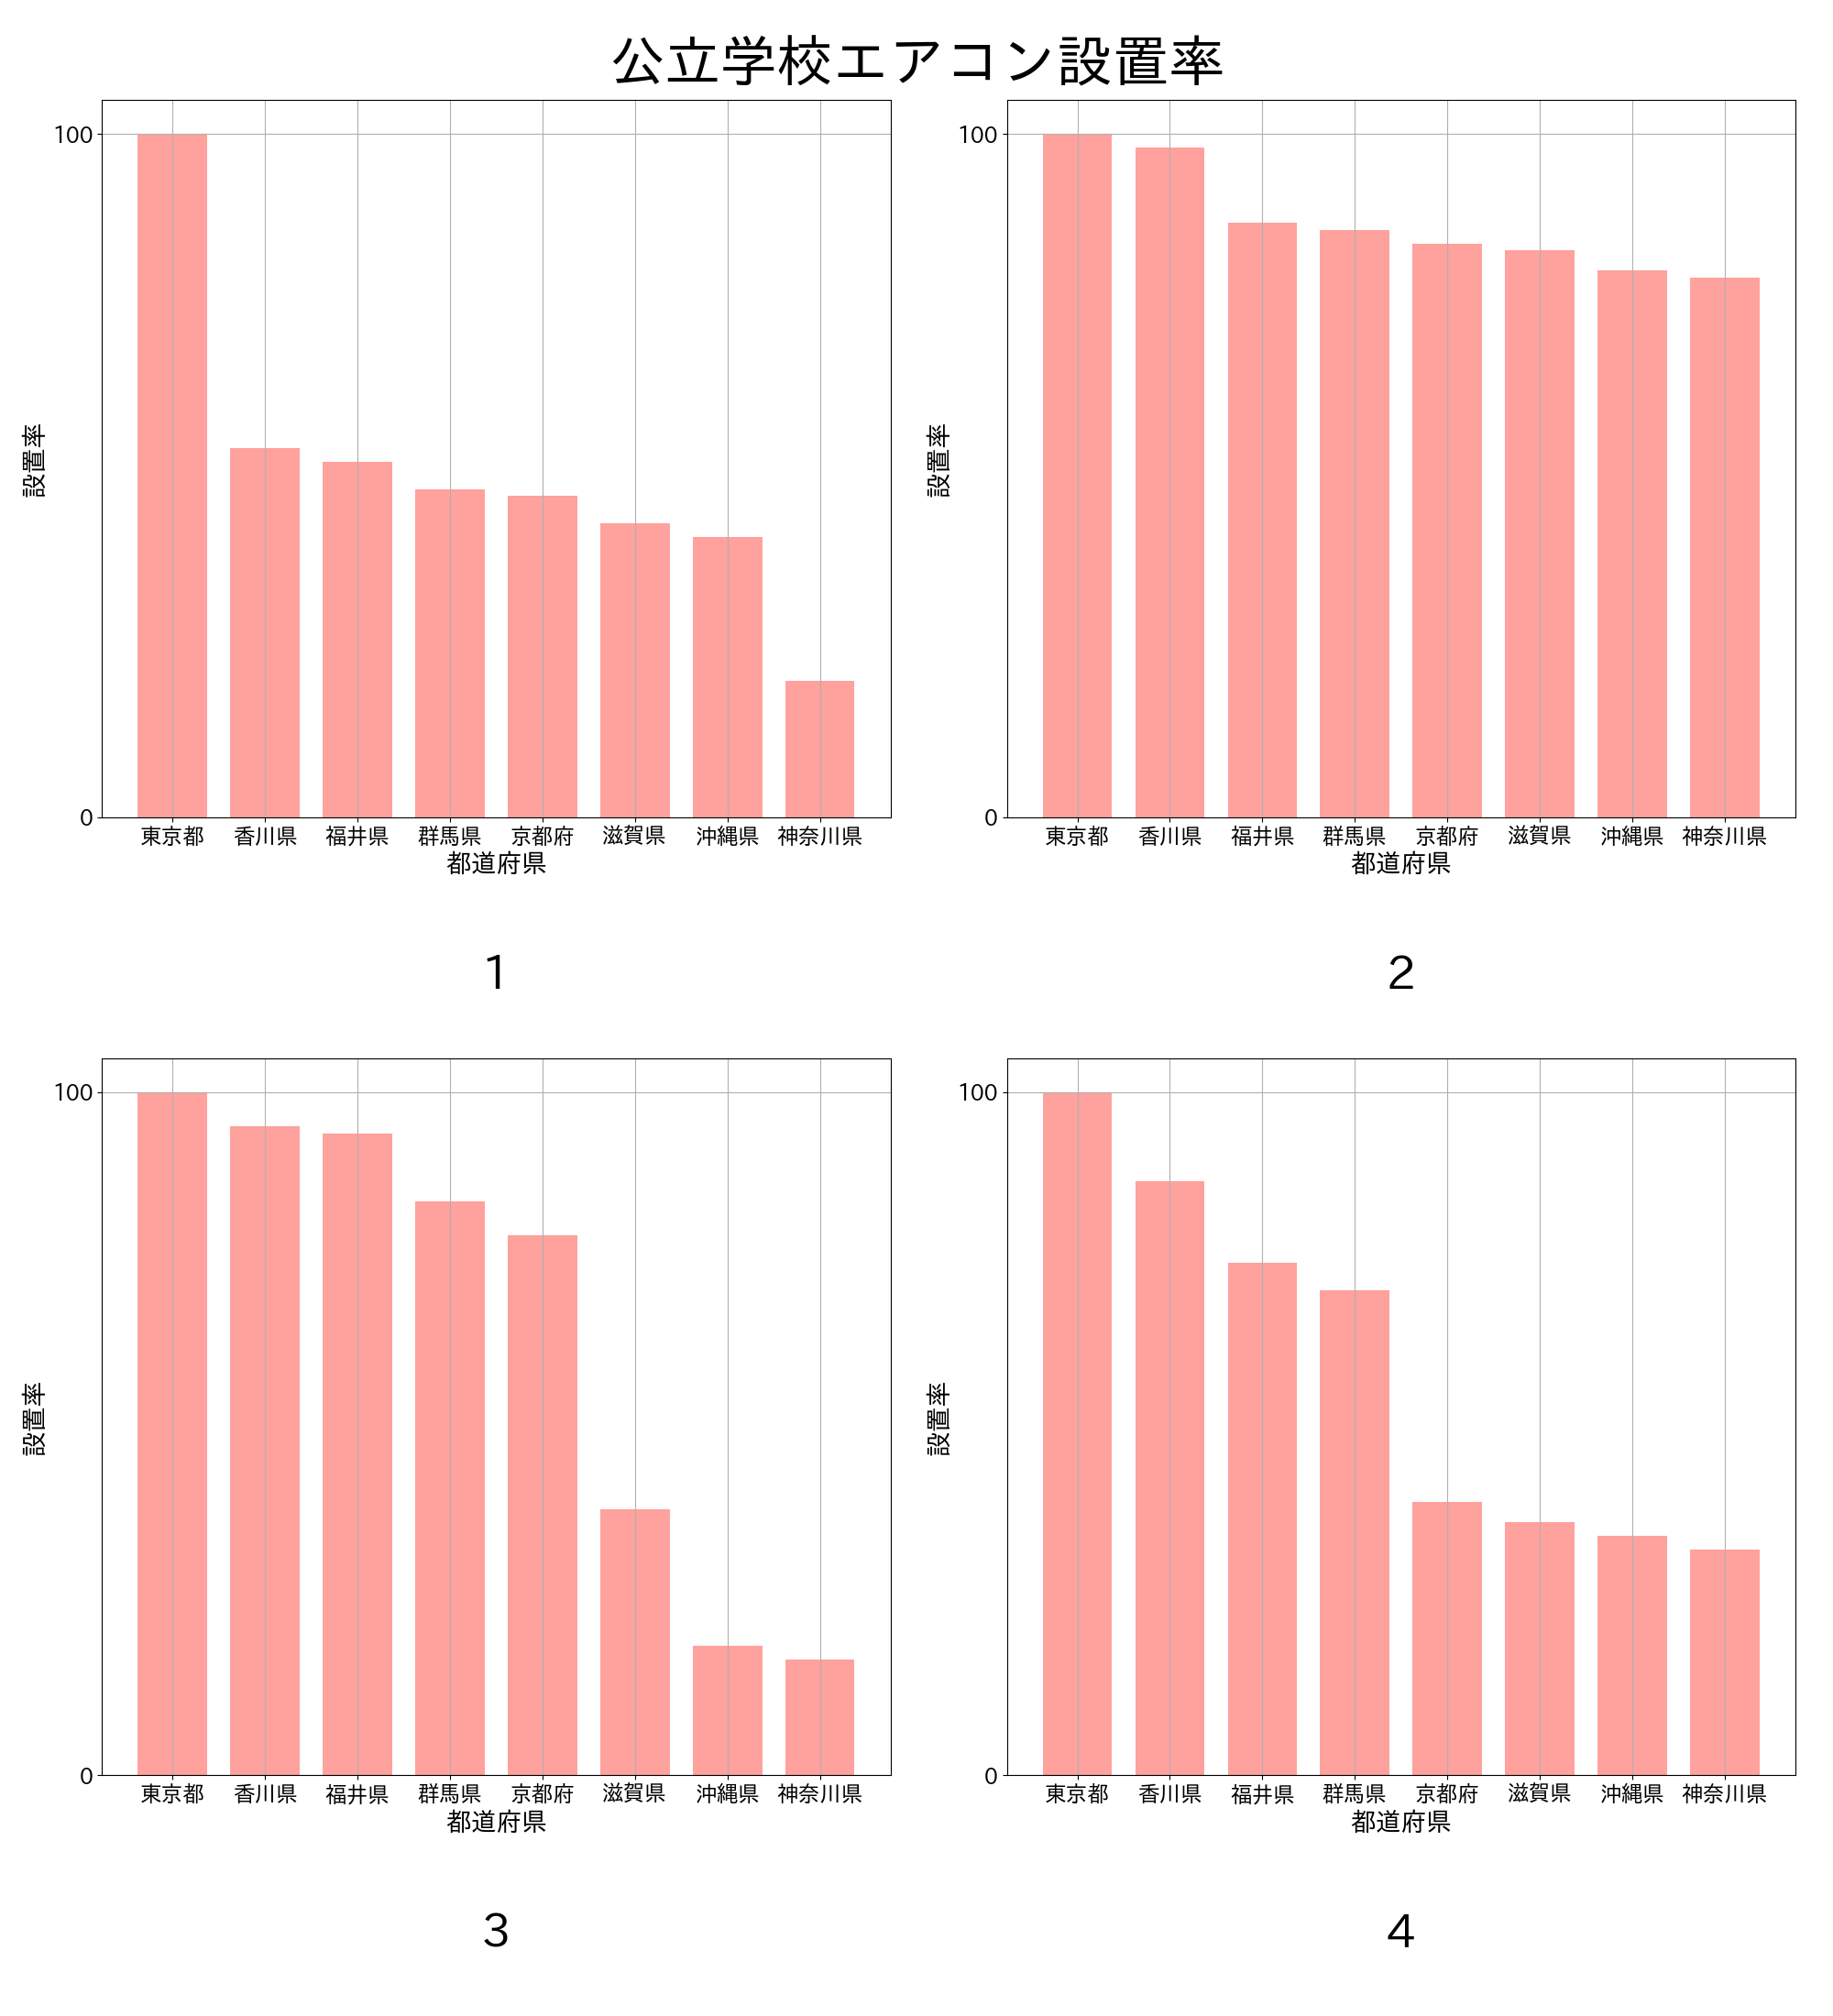 公立学校エアコン設置率
100
0
設置率
東京都 香川県 福井県 群馬県 京都府 滋賀県 沖縄県 神奈川県
都道府県
1
100
0
設置率
東京都 香川県 福井県 群馬県 京都府 滋賀県 沖縄県 神奈川県
都道府県
2
100
0
設置率
東京都 香川県 福井県 群馬県 京都府 滋賀県 沖縄県 神奈川県
都道府県
3
100
0
設置率
東京都 香川県 福井県 群馬県 京都府 滋賀県 沖縄県 神奈川県
都道府県
4